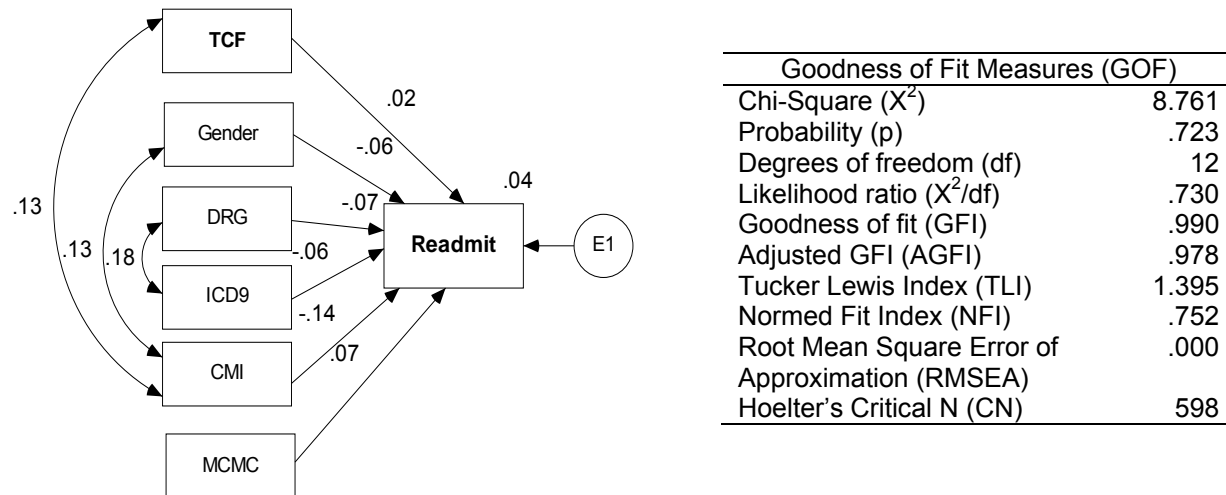 TCF
.02
Gender
-.06
.04
.13
DRG
-.07
Readmit
E1
.13
.18
-.06
ICD9
-.14
CMI
.07
MCMC
Goodness of Fit Measures (GOF)
Chi-Square (X²) 8.761
Probability (p) .723
Degrees of freedom (df) 12
Likelihood ratio (X²/df) .730
Goodness of fit (GFI) .990
Adjusted GFI (AGFI) .978
Tucker Lewis Index (TLI) 1.395
Normed Fit Index (NFI) .752
Root Mean Square Error of .000
Approximation (RMSEA)
Hoelter's Critical N (CN) 598